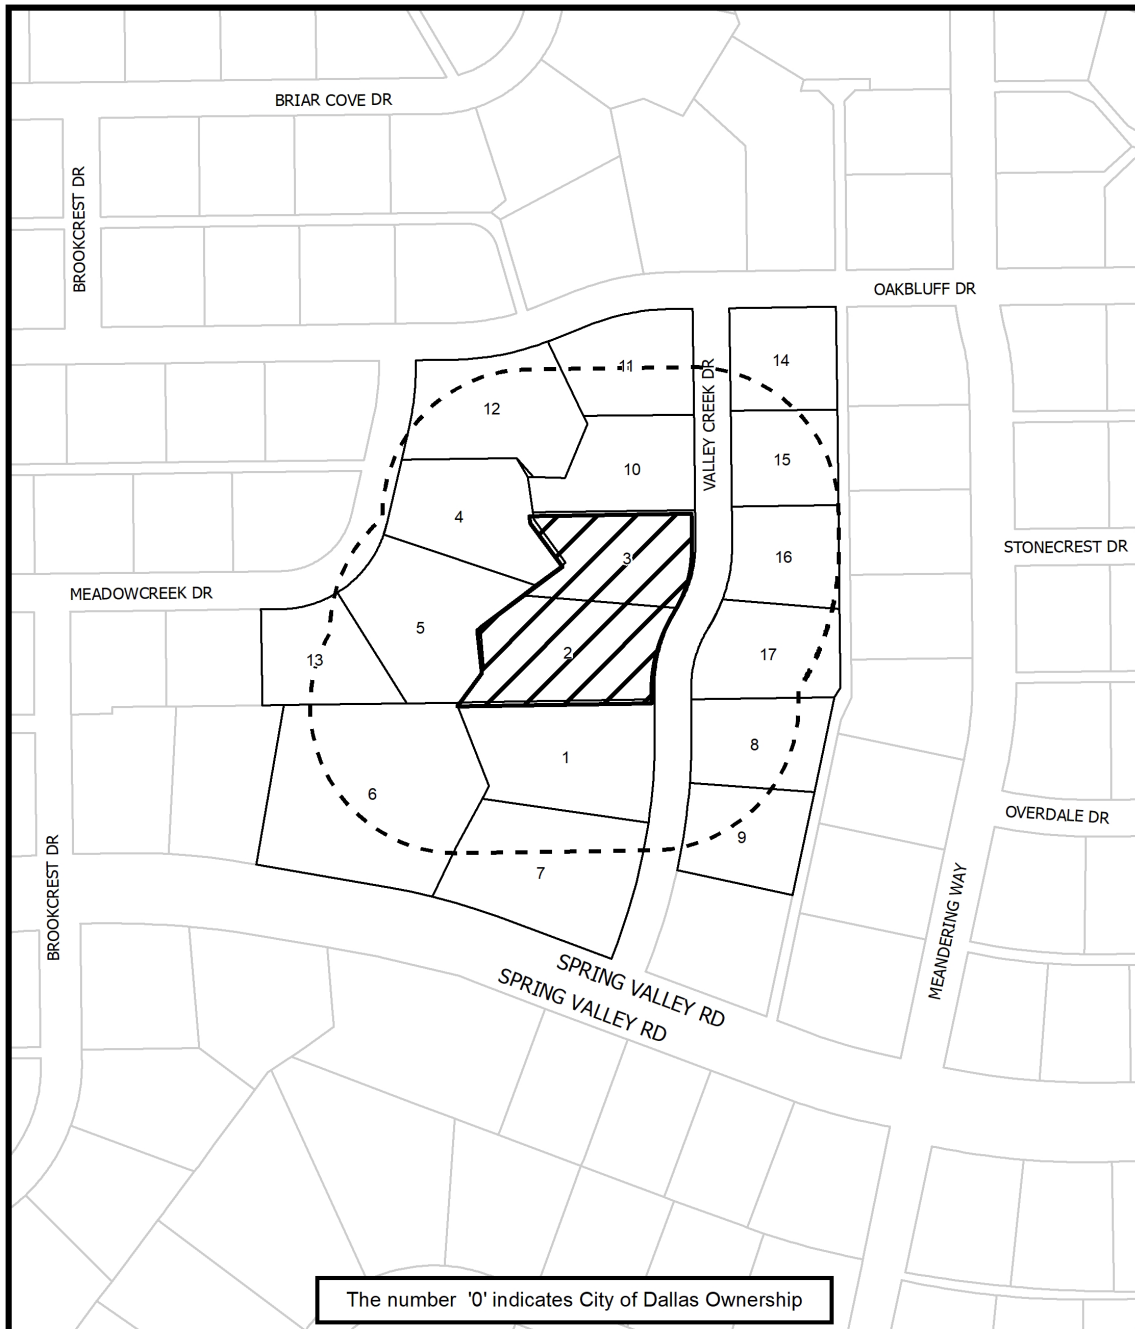 BRIAR COVE DR
BROOKCREST DR
OAKBLUFF DR
11
14
VALLEY CREEK DR
12
15
10
4
3
16
STONECREST DR
MEADOWCREEK DR
5
2
17
13
8
1
6
OVERDALE DR
9
7
BROOKCREST DR
MEANDERING WAY
SPRING VALLEY RD
SPRING VALLEY RD
The number '0' indicates City of Dallas Ownership